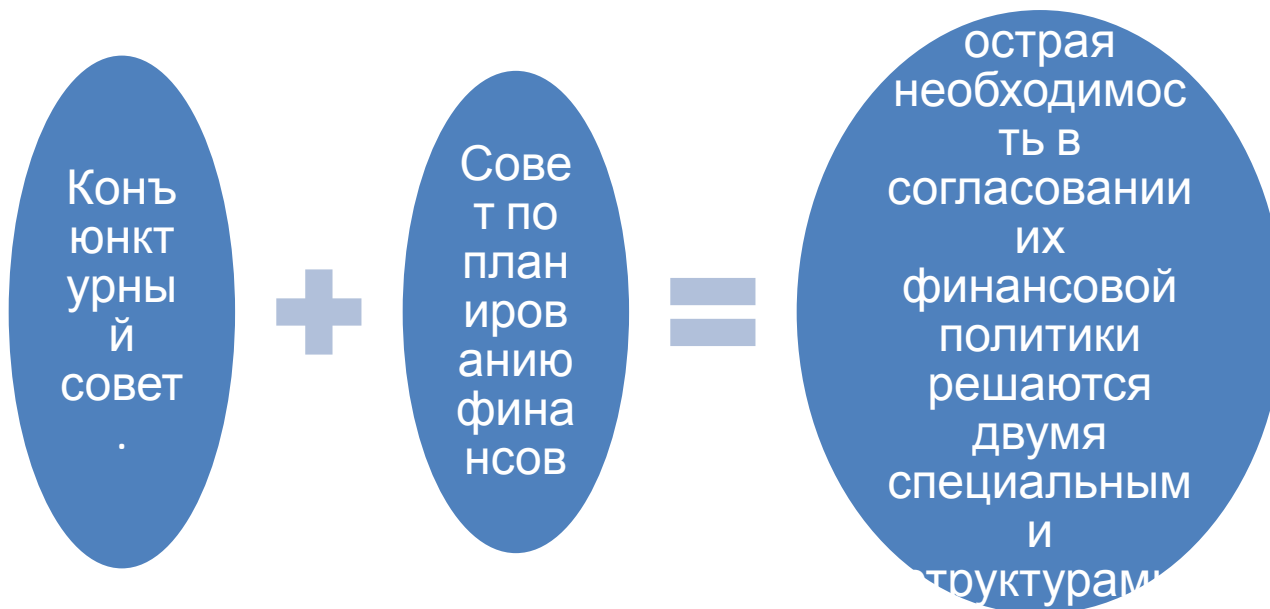 Конъ
юнкт
урны
й
совет
.
Сове
т по
план
иров
анию
фина
нсов
острая
необходимос
ть в
согласовании
их
финансовой
политики
решаются
двумя
специальным
и
структурами